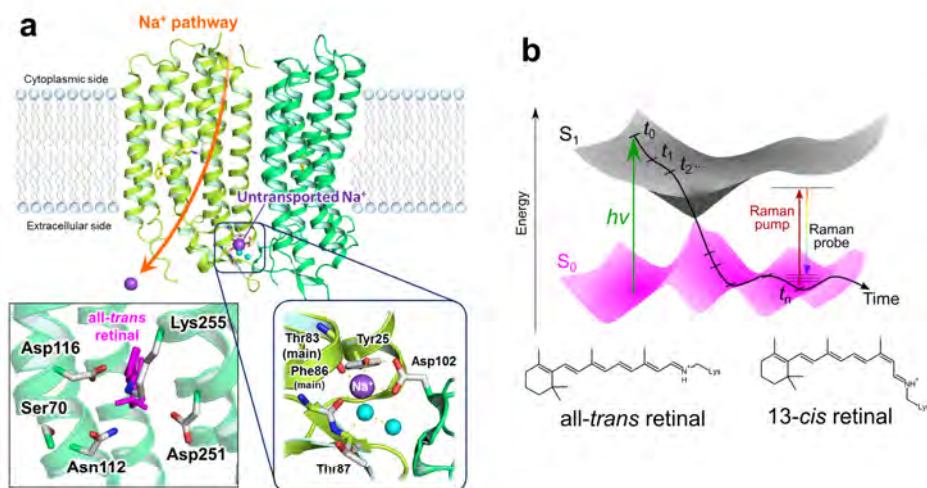 a
Na⁺ pathway
Cytoplasmic side
Extracellular side
Untransported Na⁺
all-trans
retinal
Lys255
Asp116
Ser70
Asn112
Asp251
Thr83
(main)
Tyr25
Phe86
(main)
Asp102
Na⁺
Thr87
b
Energy
S₁
t₀
t₁
t₂...
hν
Raman
pump
Raman
probe
S₀
tₙ
Time
N⁺
H
Lys
all-trans retinal
NH⁺
Lys
13-cis retinal